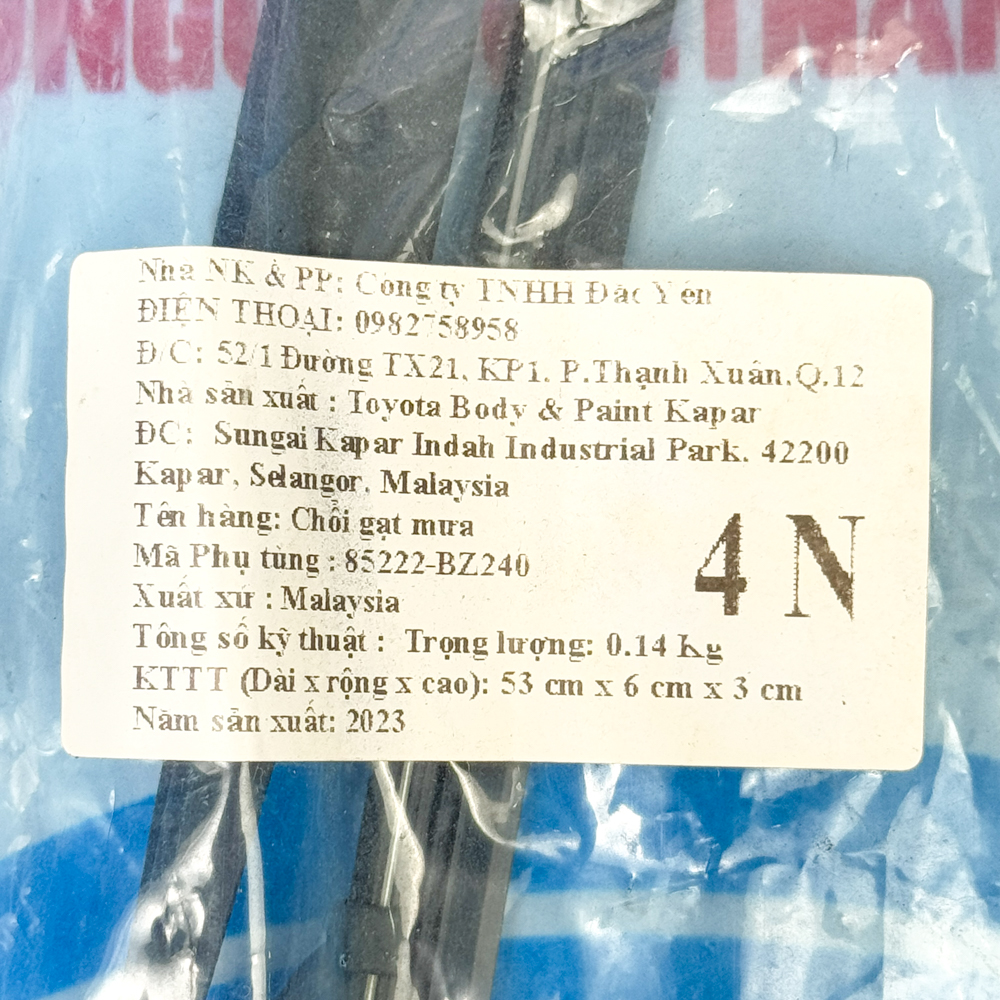 Nhà NK & PP: Công ty TNHH Đắc Yến
ĐIỆN THOẠI: 0982758958
Đ/C: 52/1 Đường TX21, KP1, P.Thạnh Xuân,Q.12
Nhà sản xuất : Toyota Body & Paint Kapar
ĐC: Sungai Kapar Indah Industrial Park, 42200
Kapar, Selangor, Malaysia
Tên hàng: Chổi gạt mưa
Mã Phụ tùng : 85222-BZ240
4 N
Xuất xứ : Malaysia
Tông số kỹ thuật : Trọng lượng: 0.14 kg
KTTT (Dài x rộng x cao): 53 cm x 6 cm x 3 cm
Năm sản xuất: 2023